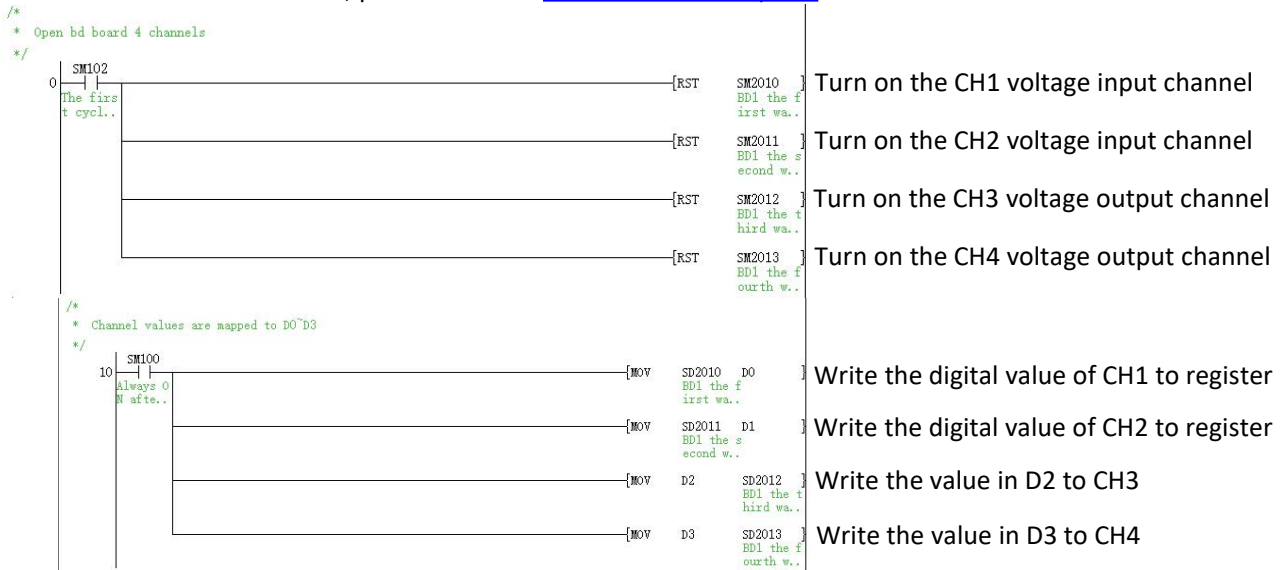 /*
* Open bd board 4 channels
*/
SM102
0
[RST SM2010 } Turn on the CH1 voltage input channel
The firs BD1 the f
t cycl.. irst wa..
[RST SM2011 } Turn on the CH2 voltage input channel
BD1 the s
econd w..
[RST SM2012 } Turn on the CH3 voltage output channel
BD1 the t
hird wa..
[RST SM2013 } Turn on the CH4 voltage output channel
BD1 the f
ourth w..
/*
* Channel values are mapped to D0~D3
*/
SM100
10 [MOV SD2010 D0 } Write the digital value of CH1 to register
Always O BD1 the f
N afte.. irst wa..
[MOV SD2011 D1 } Write the digital value of CH2 to register
BD1 the s
econd w..
[MOV D2 SD2012 } Write the value in D2 to CH3
BD1 the t
hird wa..
[MOV D3 SD2013 } Write the value in D3 to CH4
BD1 the f
ourth w..